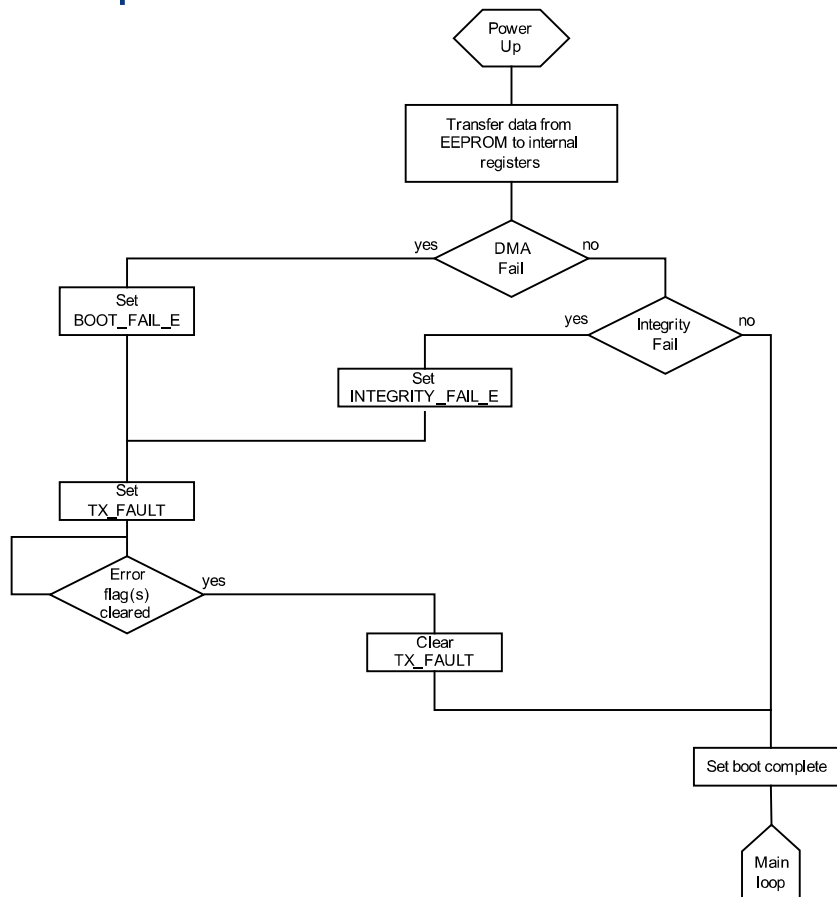 Power
Up
Transfer data from
EEPROM to internal
registers
yes
DMA
Fail
no
Set
BOOT_FAIL_E
yes
Integrity
Fail
no
Set
INTEGRITY_FAIL_E
Set
TX_FAULT
Error
flag(s)
cleared
yes
Clear
TX_FAULT
Set boot complete
Main
loop